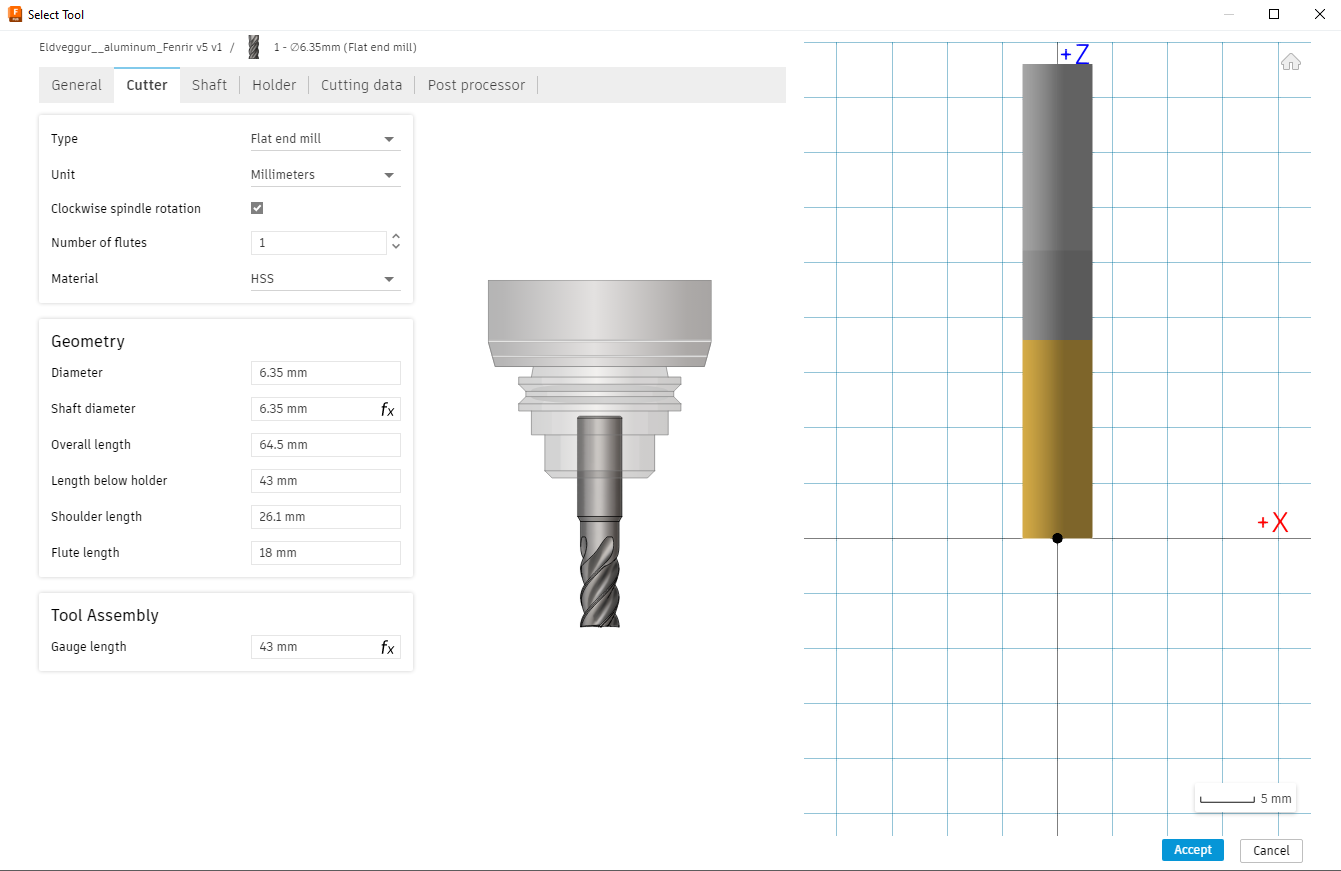 Select Tool
Eldveggur__aluminum_Fenrir v5 v1 / 1 - ∅6.35mm (Flat end mill)
General Cutter Shaft Holder Cutting data Post processor
Type Flat end mill
Unit Millimeters
Clockwise spindle rotation
Number of flutes 1
Material HSS
Geometry
Diameter 6.35 mm
Shaft diameter 6.35 mm fx
Overall length 64.5 mm
Length below holder 43 mm
Shoulder length 26.1 mm
Flute length 18 mm
Tool Assembly
Gauge length 43 mm fx
+Z
+X
5 mm
Accept Cancel